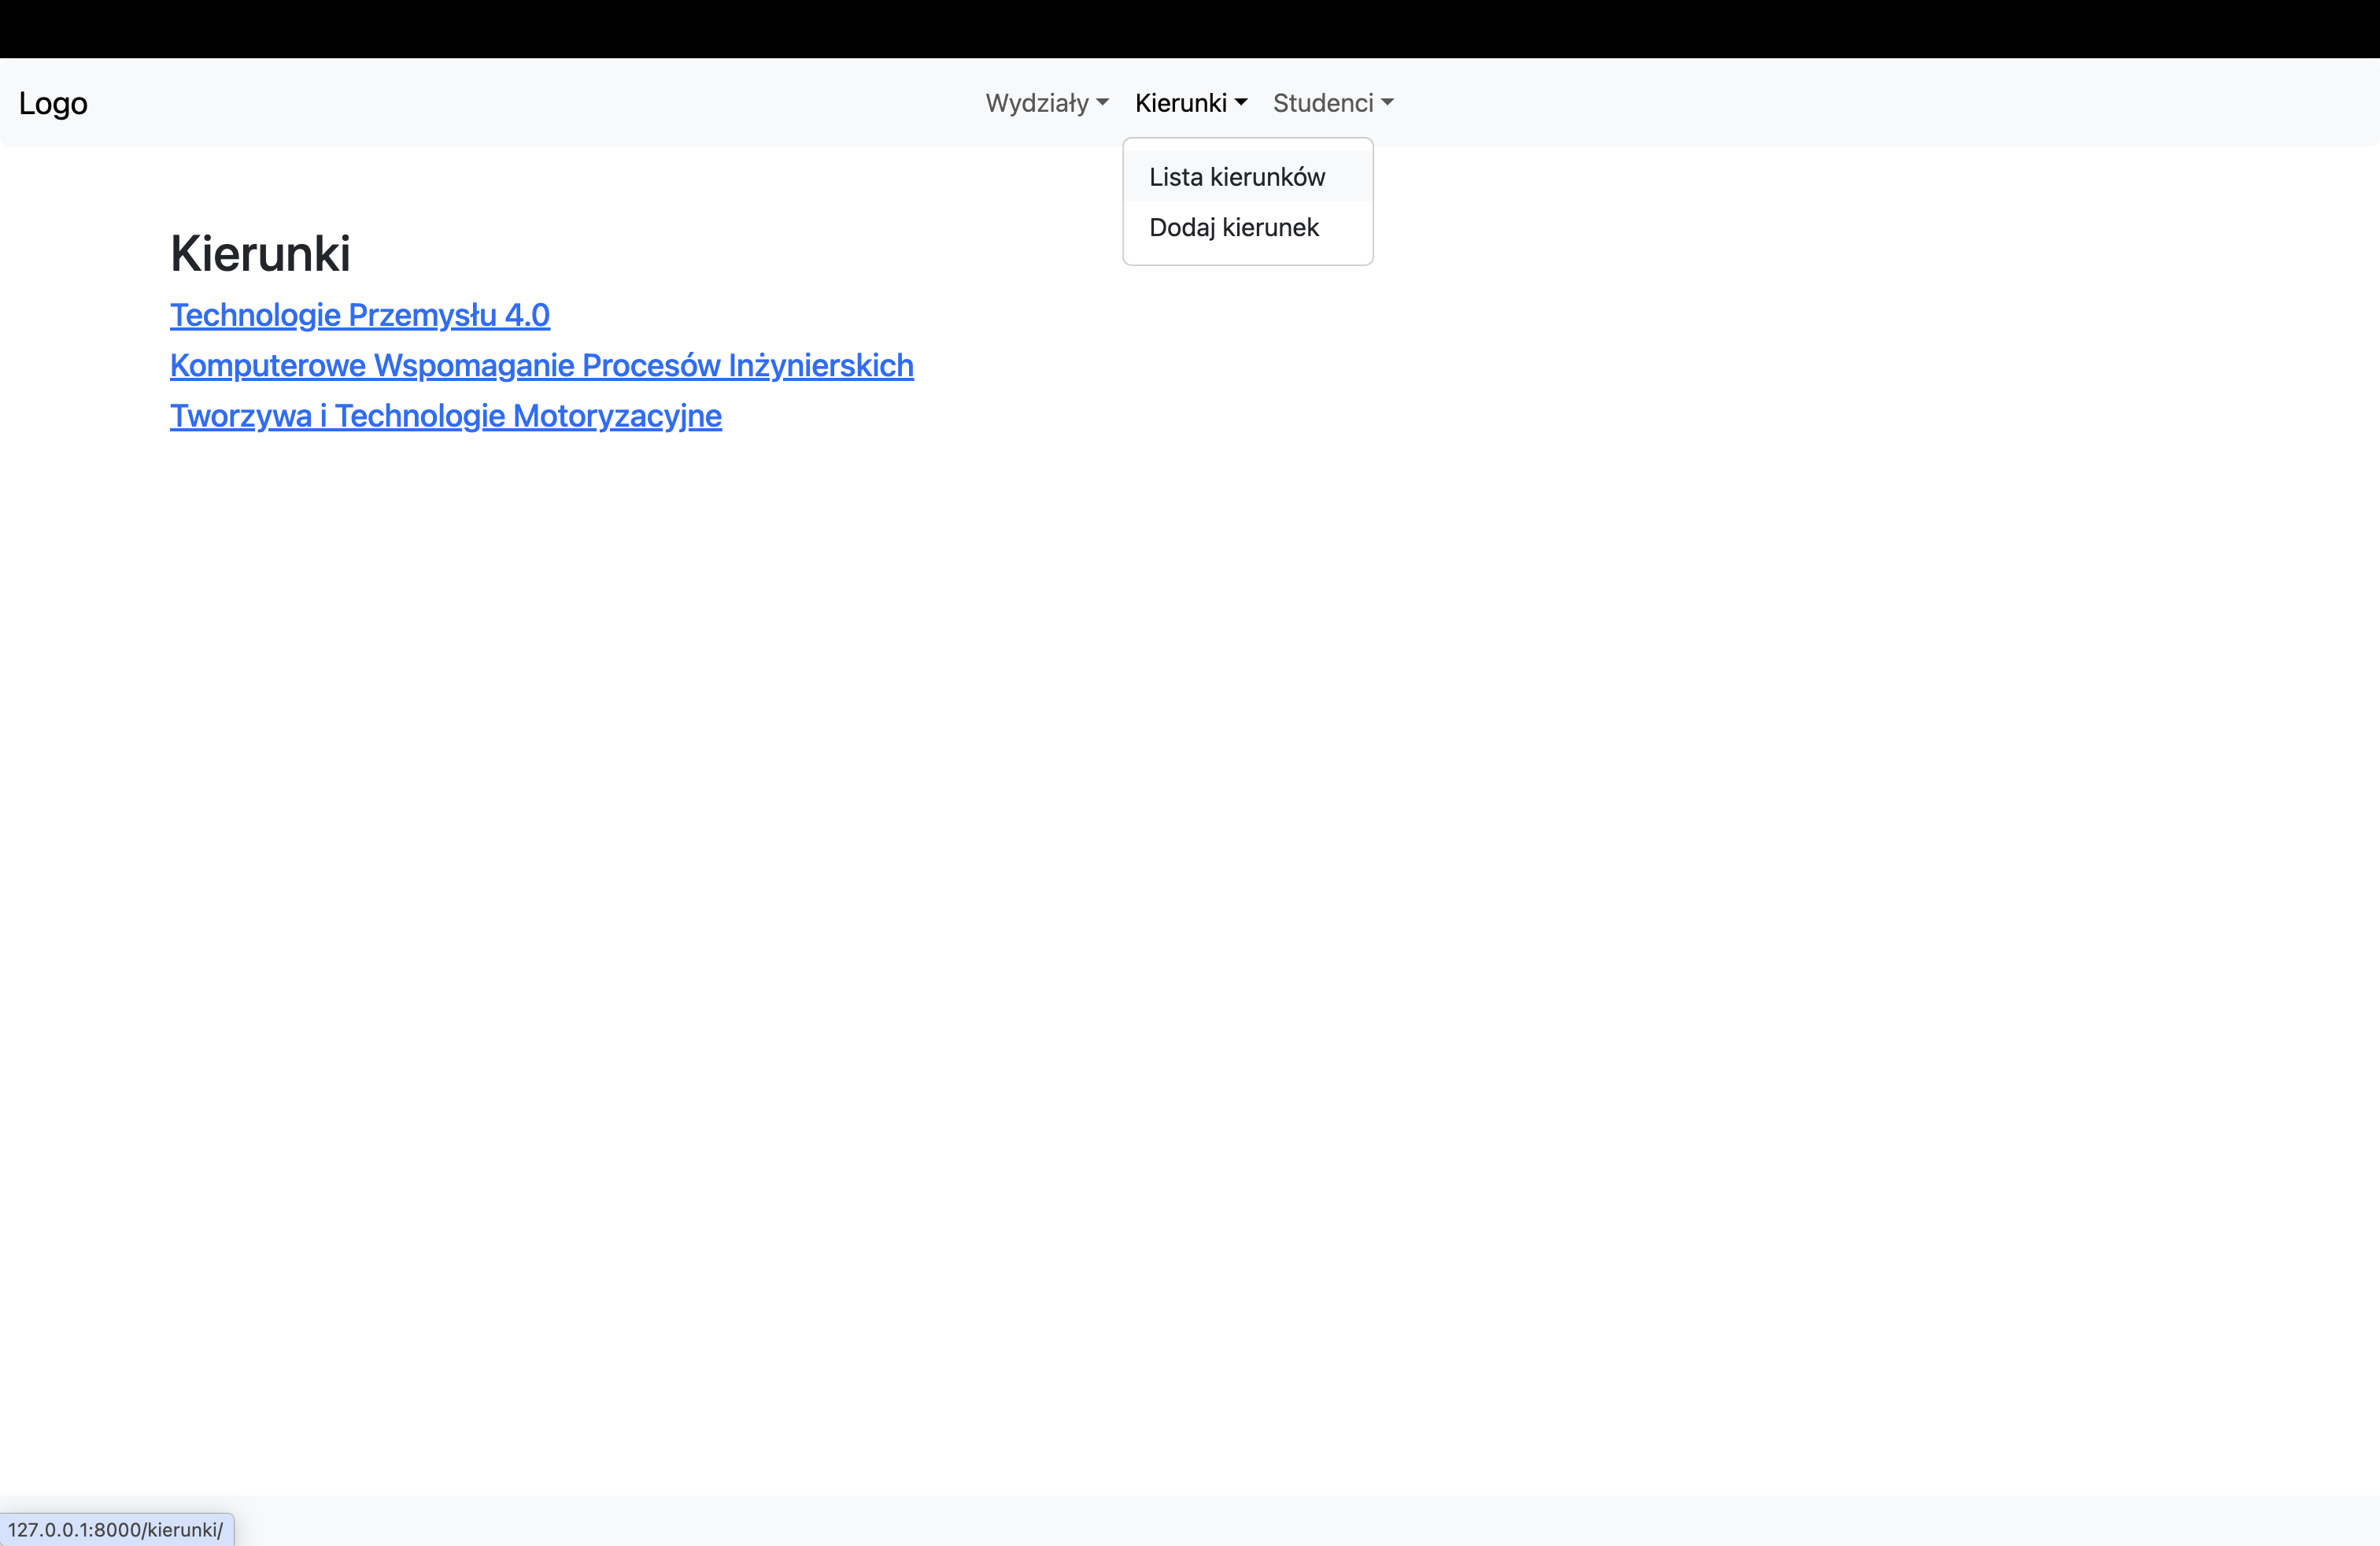 Logo
Wydziały Kierunki Studenci
Lista kierunków
Dodaj kierunek
Kierunki
Technologie Przemysłu 4.0
Komputerowe Wspomaganie Procesów Inżynierskich
Tworzywa i Technologie Motoryzacyjne
127.0.0.1:8000/kierunki/